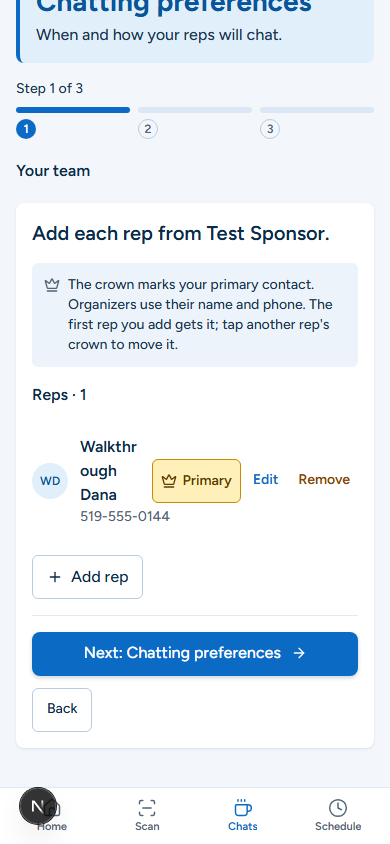 Chatting preferences
When and how your reps will chat.
Step 1 of 3
1
2
3
Your team
Add each rep from Test Sponsor.
The crown marks your primary contact.
Organizers use their name and phone. The
first rep you add gets it; tap another rep's
crown to move it.
Reps · 1
WD
Walkthr
ough
Dana
519-555-0144
Primary
Edit
Remove
+ Add rep
Next: Chatting preferences →
Back
N
Home
Scan
Chats
Schedule